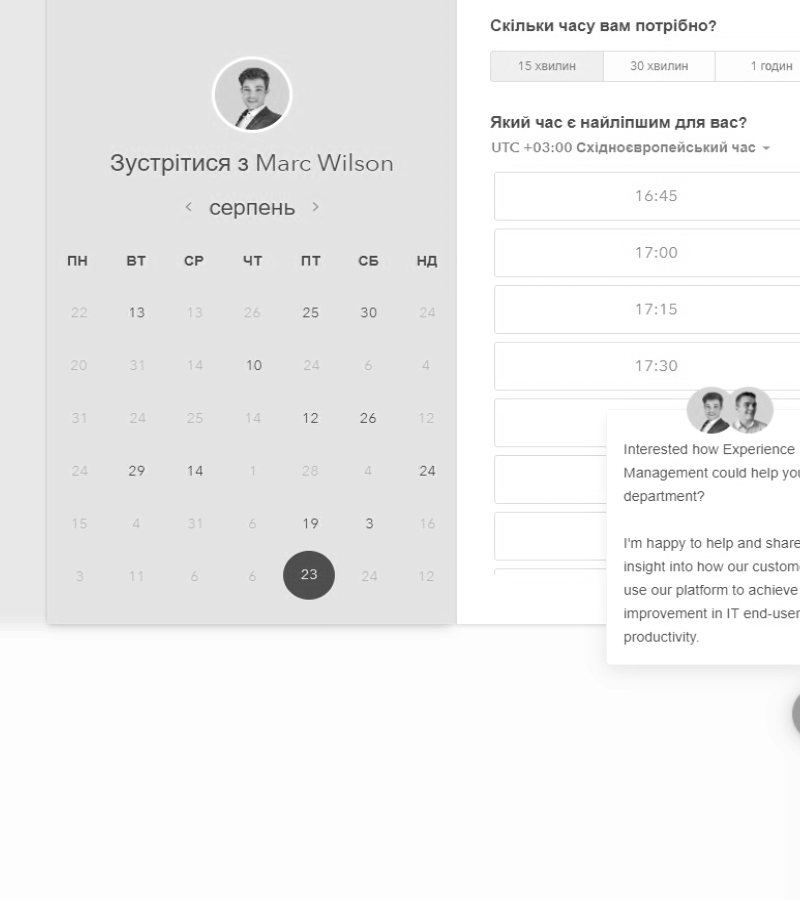 Зустрітися з Marc Wilson
серпень
ПН ВТ СР ЧТ ПТ СБ НД
22 13 13 26 25 30 24
20 31 14 10 24 6 4
31 24 25 14 12 26 12
24 29 14 1 28 4 24
15 4 31 6 19 3 16
3 11 6 6 23 24 12
Скільки часу вам потрібно?
15 хвилин 30 хвилин 1 годин
Який час є найліпшим для вас?
UTC +03:00 Східноєвропейський час
16:45
17:00
17:15
17:30
Interested how Experience
Management could help you
department?
I'm happy to help and share
insight into how our custome
use our platform to achieve
improvement in IT end-user
productivity.